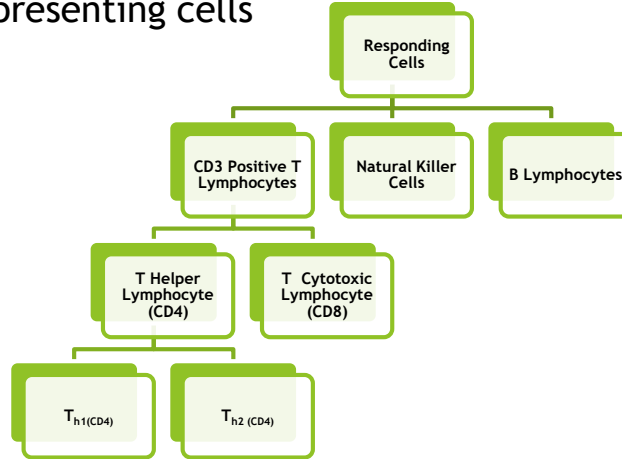 presenting cells
Responding
Cells
CD3 Positive T
Lymphocytes
Natural Killer
Cells
B Lymphocytes
T Helper
Lymphocyte
(CD4)
T Cytotoxic
Lymphocyte
(CD8)
Th1(CD4)
Th2 (CD4)